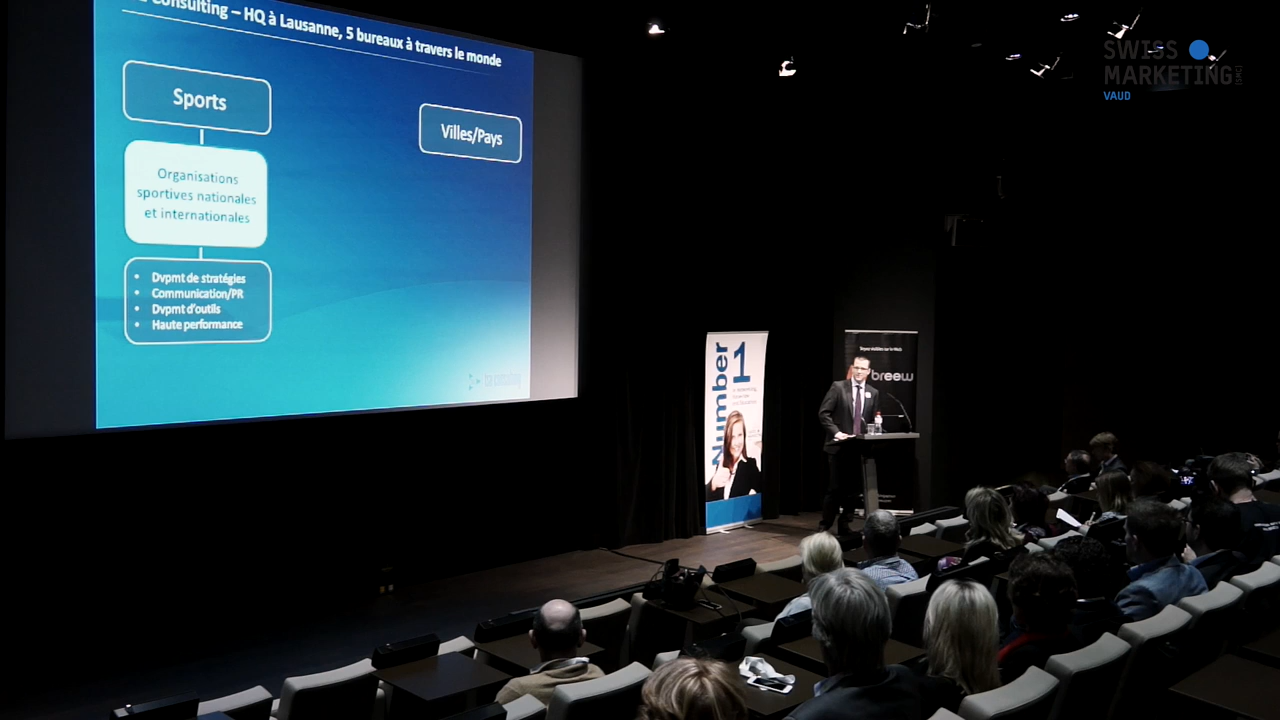 Consulting – HQ à Lausanne, 5 bureaux à travers le monde
Sports
Villes/Pays
Organisations
sportives nationales
et internationales
• Dvpmt de stratégies
• Communication/PR
• Dvpmt d'outils
• Haute performance
SWISS
MARKETING
VAUD
Number 1
breew